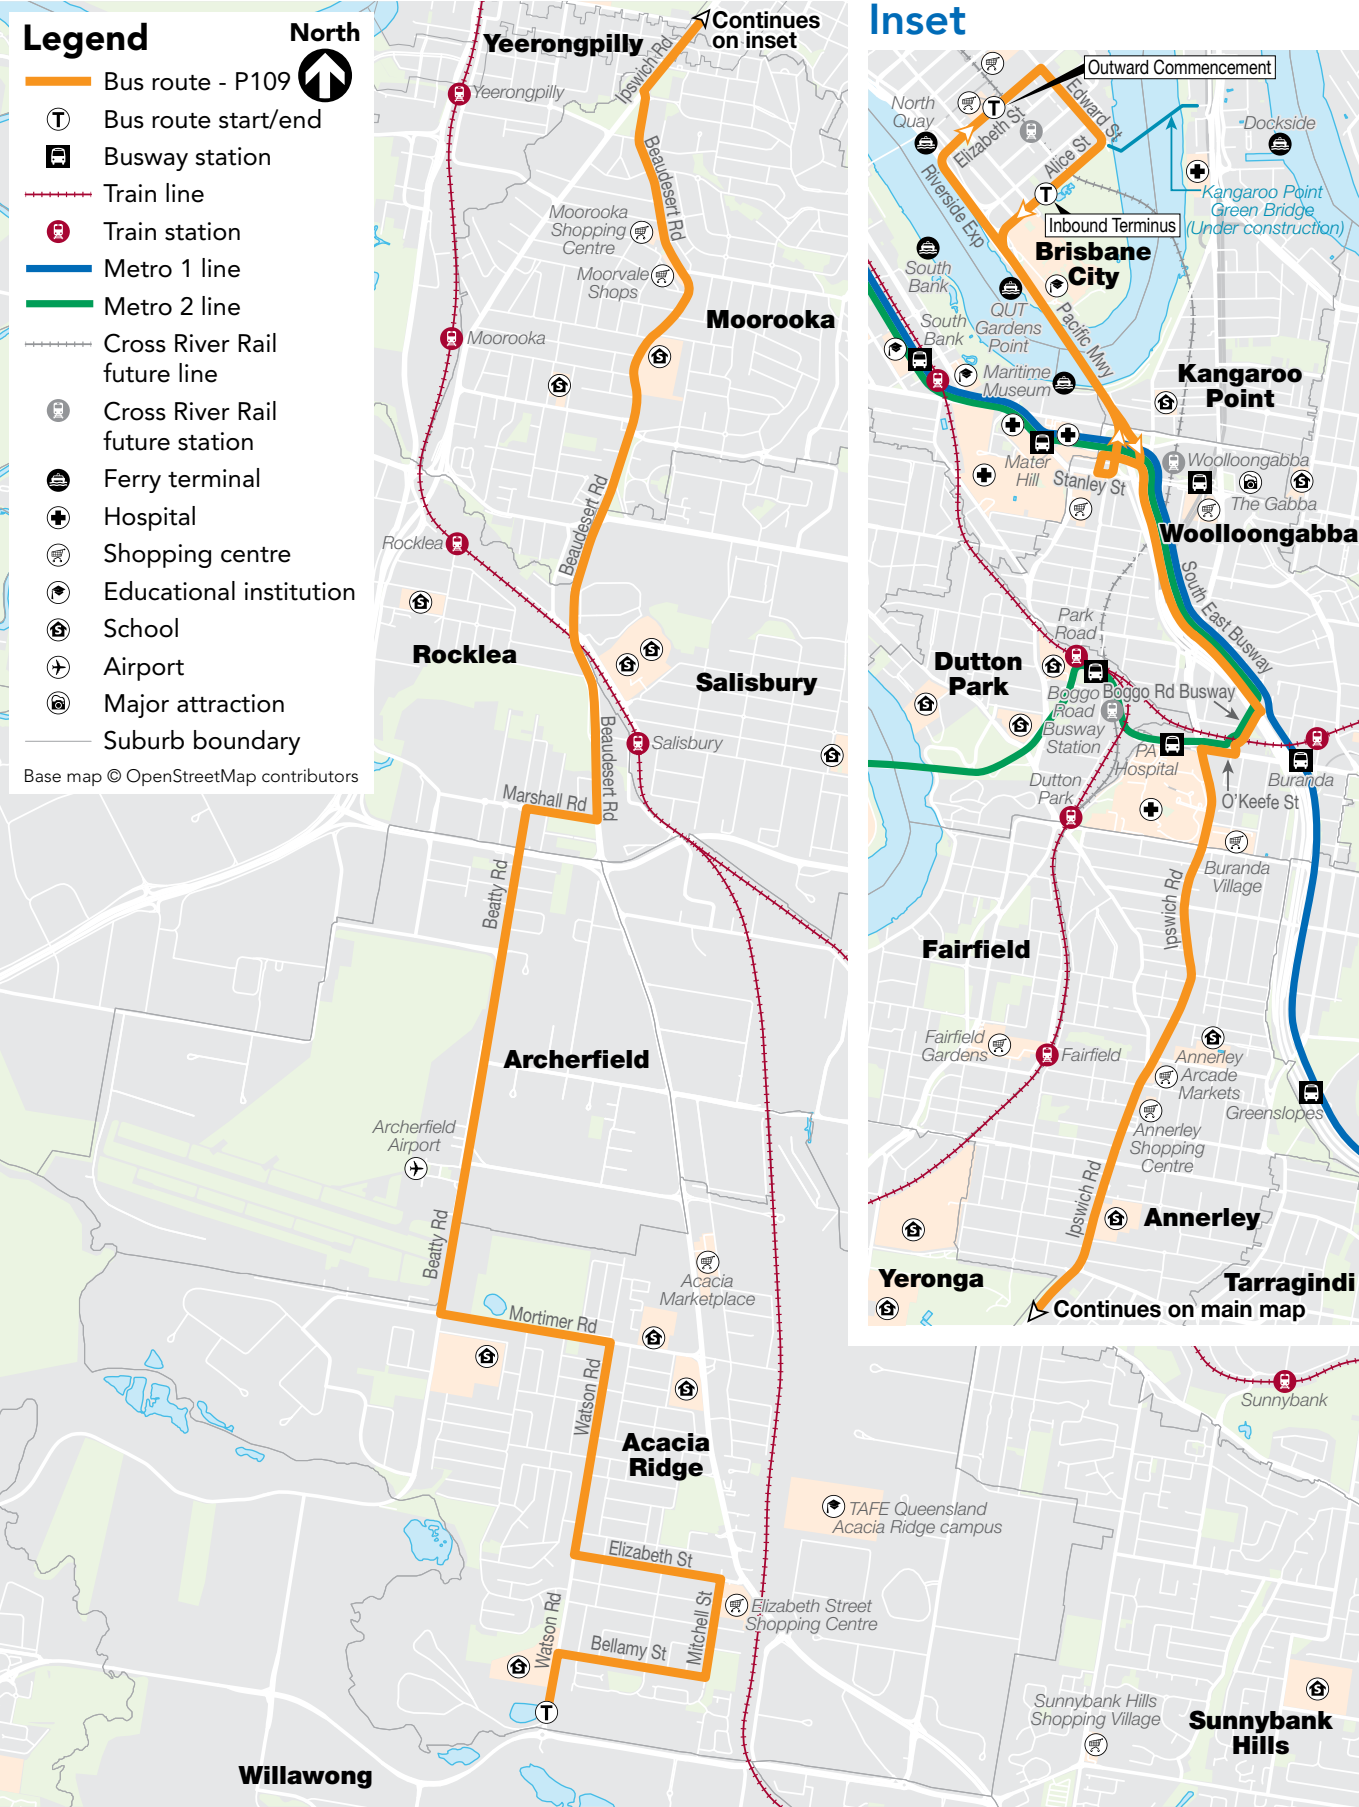 Legend
North
Bus route - P109
T
Bus route start/end
Busway station
Train line
Train station
Metro 1 line
Metro 2 line
Cross River Rail
future line
Cross River Rail
future station
Ferry terminal
Hospital
Shopping centre
Educational institution
School
Airport
Major attraction
Suburb boundary
Base map © OpenStreetMap contributors
Continues
on inset
Yeerongpilly
Ipswich Rd
Yeerongpilly
Beaudesert Rd
Moorooka
Shopping
Centre
Moorvale
Shops
Moorooka
Moorooka
Beaudesert Rd
Rocklea
Rocklea
Salisbury
Beaudesert Rd
Salisbury
Marshall Rd
Beatty Rd
Archerfield
Archerfield
Airport
Beatty Rd
Acacia
Marketplace
Mortimer Rd
Watson Rd
Acacia
Ridge
TAFE Queensland
Acacia Ridge campus
Elizabeth St
Mitchell St
Elizabeth Street
Shopping Centre
Watson Rd
Bellamy St
T
Willawong
Sunnybank
Sunnybank Hills
Shopping Village
Sunnybank
Hills
Inset
Outward Commencement
North
Quay
T
Elizabeth St
Edward St
Alice St
Dockside
Riverside Exp
T
Kangaroo Point
Green Bridge
(Under construction)
Inbound Terminus
Brisbane
City
South
Bank
QUT
Gardens
Point
Pacific Mwy
South
Bank
Maritime
Museum
Kangaroo
Point
Mater
Hill
Stanley St
Woolloongabba
The Gabba
Woolloongabba
South East Busway
Park
Road
Dutton
Park
Boggo
Road
Busway
Station
Boggo Rd Busway
PA
Hospital
Buranda
Dutton
Park
O'Keefe St
Buranda
Village
Ipswich Rd
Fairfield
Fairfield
Gardens
Fairfield
Annerley
Arcade
Markets
Greenslopes
Annerley
Shopping
Centre
Ipswich Rd
Annerley
Yeronga
Tarragindi
Continues on main map